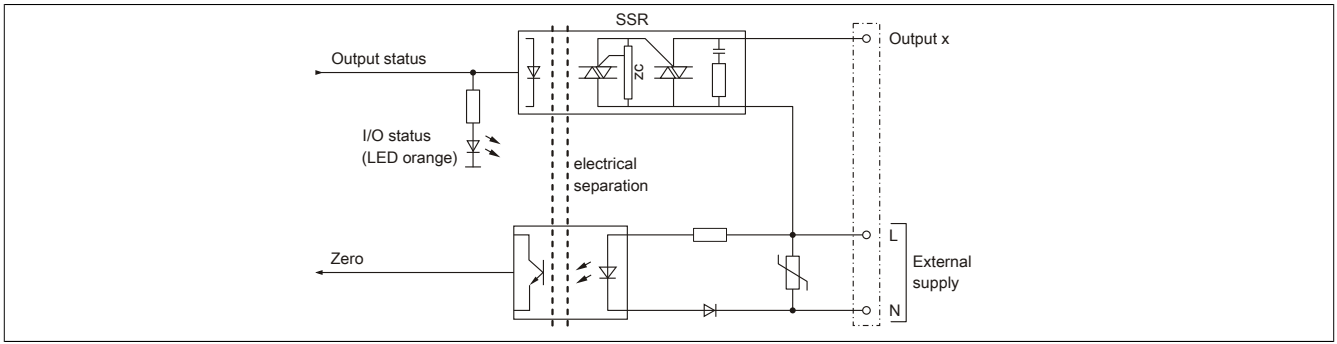 SSR
Output status
ZC
Output x
I/O status
(LED orange)
electrical
separation
Zero
L
External
supply
N